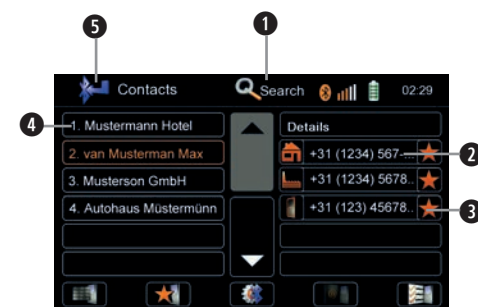 5
1
Contacts Search 02:29
4
1. Mustermann Hotel
Details
2. van Musterman Max
+31 (1234) 567-...
2
3. Musterson GmbH
+31 (1234) 5678..
4. Autohaus Müstermünn
+31 (123) 45678..
3